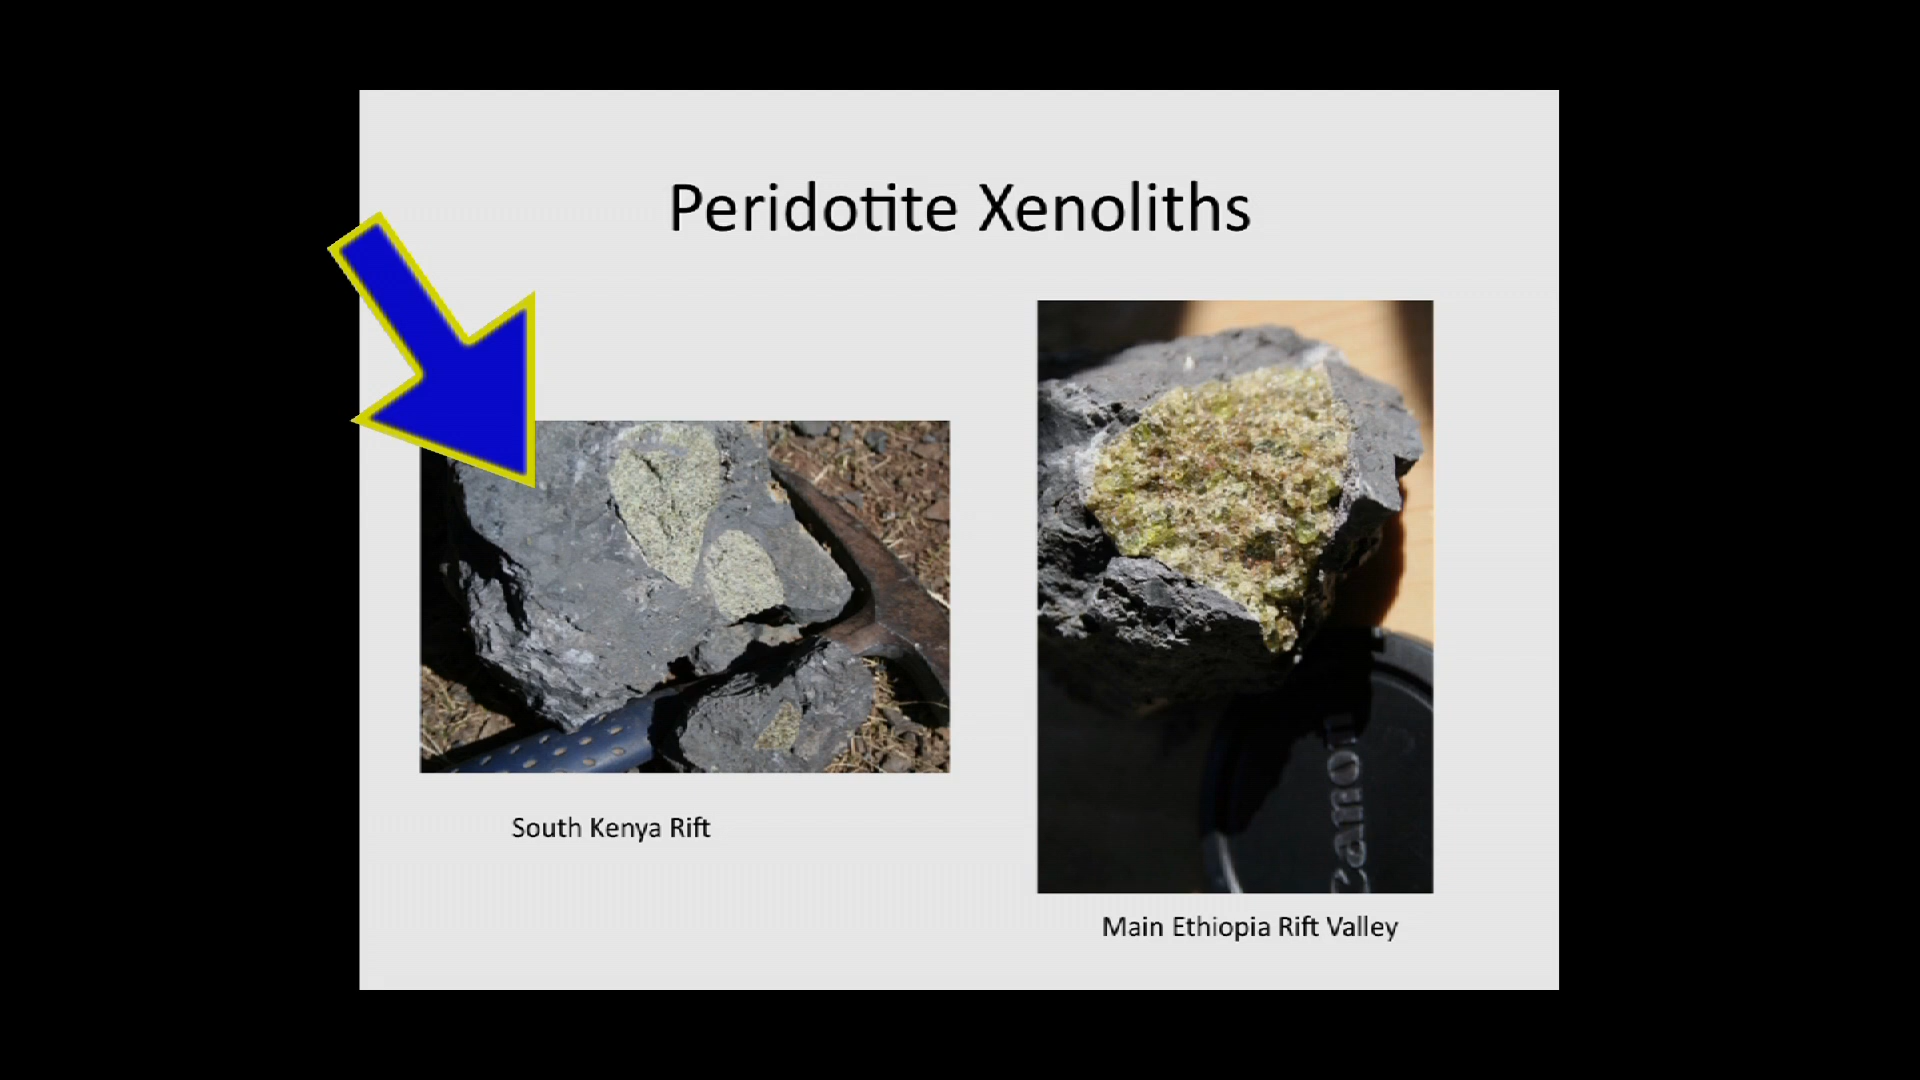 Peridotite Xenoliths
South Kenya Rift
Canon
Main Ethiopia Rift Valley